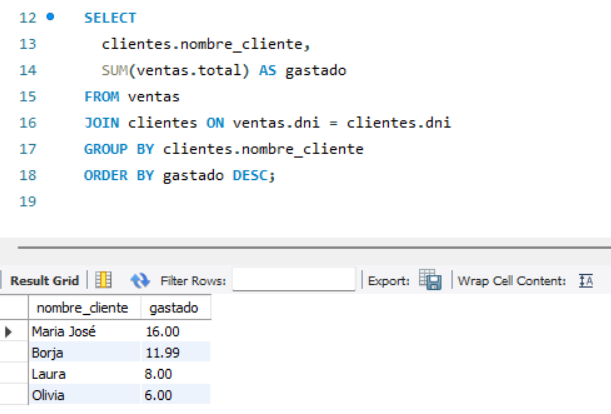 12 SELECT
13 clientes.nombre_cliente,
14 SUM(ventas.total) AS gastado
15 FROM ventas
16 JOIN clientes ON ventas.dni = clientes.dni
17 GROUP BY clientes.nombre_cliente
18 ORDER BY gastado DESC;
19
Result Grid Filter Rows: Export: Wrap Cell Content:
nombre_cliente gastado
Maria José 16.00
Borja 11.99
Laura 8.00
Olivia 6.00